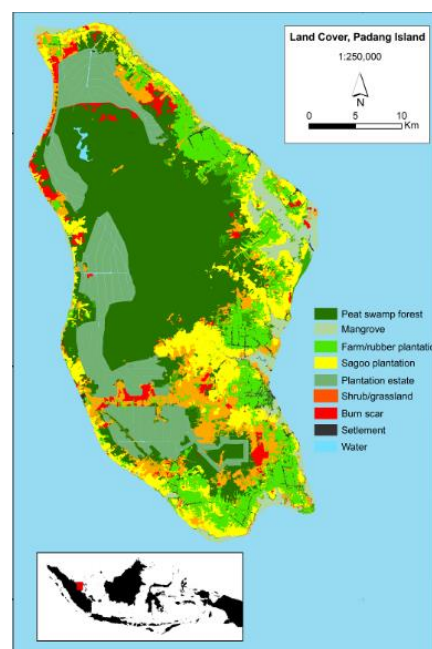 Land Cover, Padang Island
1:250,000
N
0 5 10
Km
Peat swamp forest
Mangrove
Farm/rubber plantation
Sagoo plantation
Plantation estate
Shrub/grassland
Burn scar
Setlement
Water